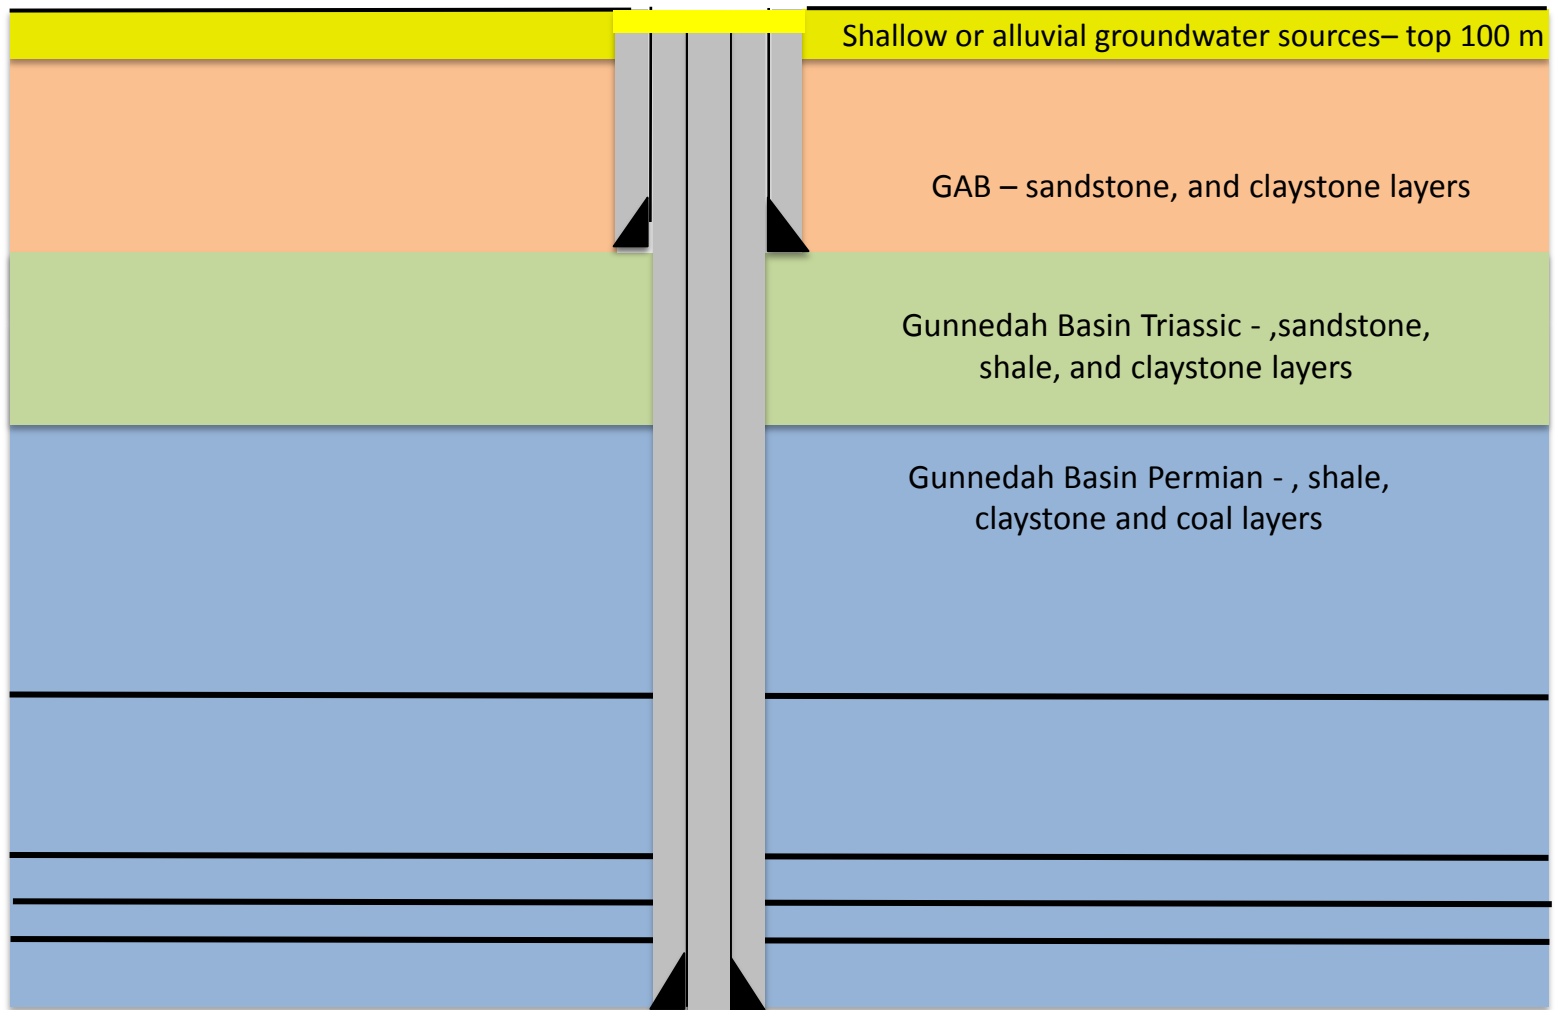 Shallow or alluvial groundwater sources– top 100 m
GAB – sandstone, and claystone layers
Gunnedah Basin Triassic - ,sandstone,
shale, and claystone layers
Gunnedah Basin Permian - , shale,
claystone and coal layers